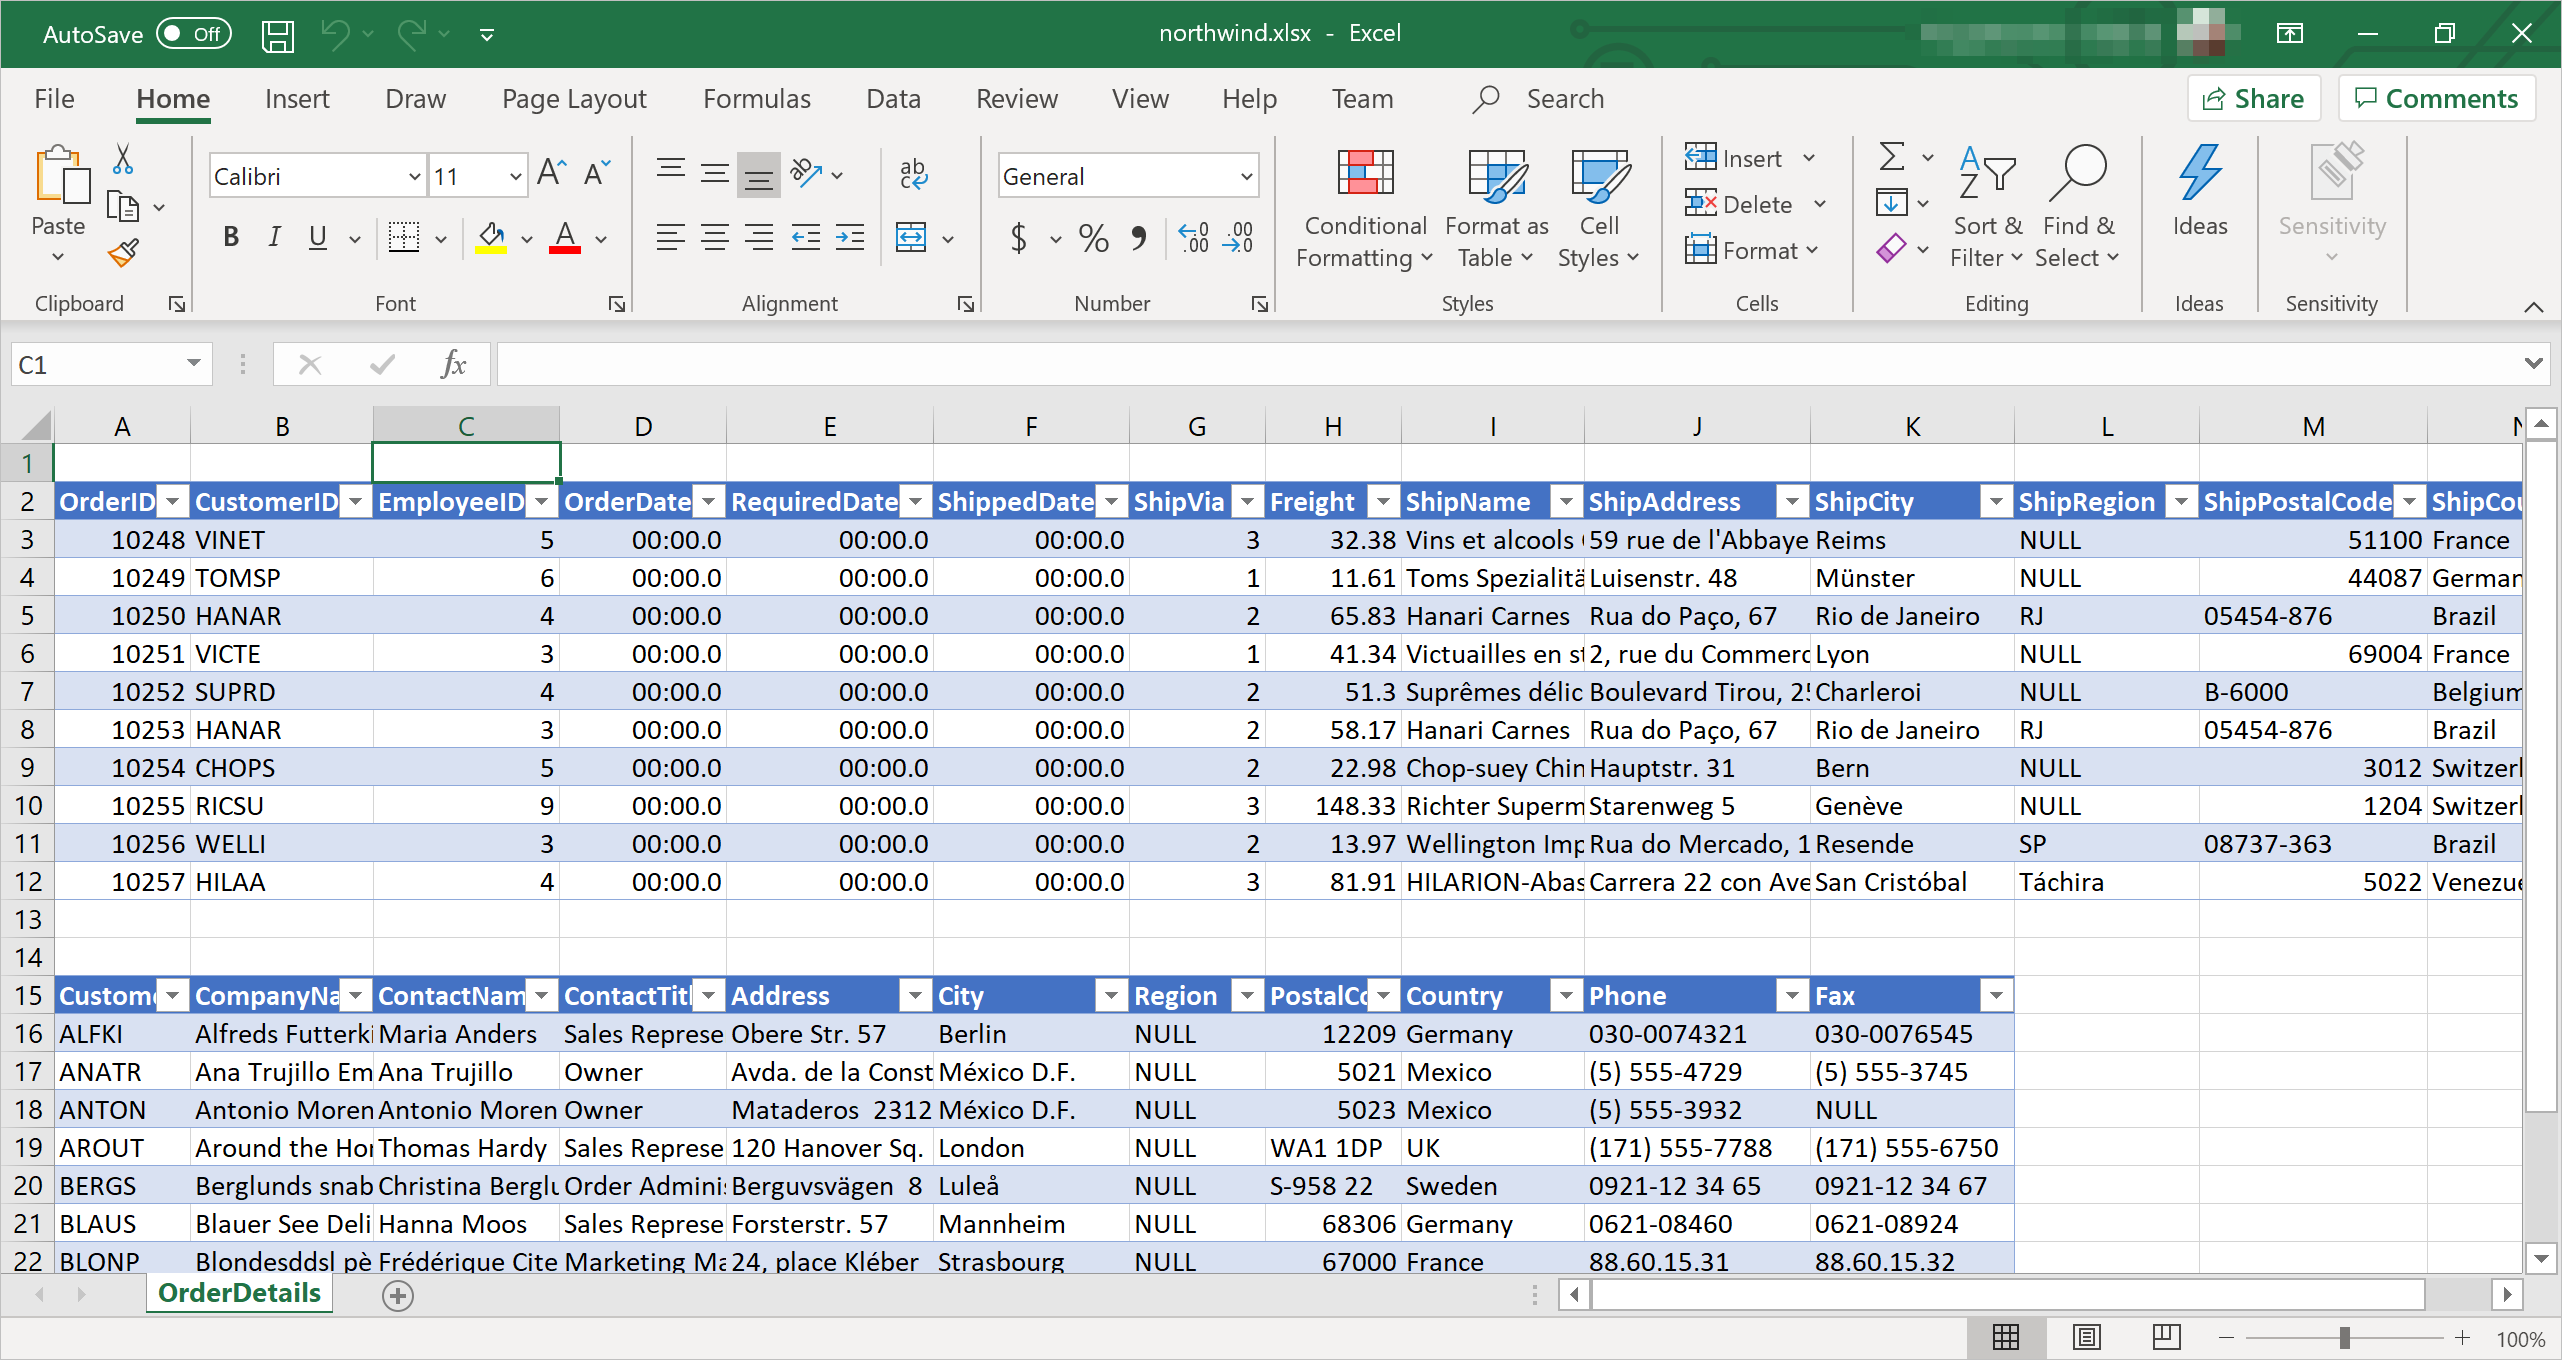 AutoSave Off northwind.xlsx - Excel
File Home Insert Draw Page Layout Formulas Data Review View Help Team Search Share Comments
Paste
Calibri 11
General
Conditional Formatting
Format as Table
Cell Styles
Insert
Delete
Format
Sort & Filter
Find & Select
Ideas
Sensitivity
Clipboard Font Alignment Number Styles Cells Editing Ideas Sensitivity
C1 fx
A B C D E F G H I J K L M N
1
2 OrderID CustomerID EmployeeID OrderDate RequiredDate ShippedDate ShipVia Freight ShipName ShipAddress ShipCity ShipRegion ShipPostalCode ShipCou
3 10248 VINET 5 00:00.0 00:00.0 00:00.0 3 32.38 Vins et alcools 59 rue de l'Abbaye Reims NULL 51100 France
4 10249 TOMSP 6 00:00.0 00:00.0 00:00.0 1 11.61 Toms Spezialitä Luisenstr. 48 Münster NULL 44087 German
5 10250 HANAR 4 00:00.0 00:00.0 00:00.0 2 65.83 Hanari Carnes Rua do Paço, 67 Rio de Janeiro RJ 05454-876 Brazil
6 10251 VICTE 3 00:00.0 00:00.0 00:00.0 1 41.34 Victuailles en st 2, rue du Commerc Lyon NULL 69004 France
7 10252 SUPRD 4 00:00.0 00:00.0 00:00.0 2 51.3 Suprêmes délic Boulevard Tirou, 25 Charleroi NULL B-6000 Belgium
8 10253 HANAR 3 00:00.0 00:00.0 00:00.0 2 58.17 Hanari Carnes Rua do Paço, 67 Rio de Janeiro RJ 05454-876 Brazil
9 10254 CHOPS 5 00:00.0 00:00.0 00:00.0 2 22.98 Chop-suey Chin Hauptstr. 31 Bern NULL 3012 Switzerl
10 10255 RICSU 9 00:00.0 00:00.0 00:00.0 3 148.33 Richter Superm Starenweg 5 Genève NULL 1204 Switzerl
11 10256 WELLI 3 00:00.0 00:00.0 00:00.0 2 13.97 Wellington Imp Rua do Mercado, 1 Resende SP 08737-363 Brazil
12 10257 HILAA 4 00:00.0 00:00.0 00:00.0 3 81.91 HILARION-Abas Carrera 22 con Ave San Cristóbal Táchira 5022 Venezue
13
14
15 Custome CompanyNa ContactNam ContactTitl Address City Region PostalCo Country Phone Fax
16 ALFKI Alfreds Futterki Maria Anders Sales Represe Obere Str. 57 Berlin NULL 12209 Germany 030-0074321 030-0076545
17 ANATR Ana Trujillo Em Ana Trujillo Owner Avda. de la Const México D.F. NULL 5021 Mexico (5) 555-4729 (5) 555-3745
18 ANTON Antonio Moren Antonio Moren Owner Mataderos  2312 México D.F. NULL 5023 Mexico (5) 555-3932 NULL
19 AROUT Around the Hor Thomas Hardy Sales Represe 120 Hanover Sq. London NULL WA1 1DP UK (171) 555-7788 (171) 555-6750
20 BERGS Berglunds snab Christina Berglu Order Adminis Berguvsvägen  8 Luleå NULL S-958 22 Sweden 0921-12 34 65 0921-12 34 67
21 BLAUS Blauer See Deli Hanna Moos Sales Represe Forsterstr. 57 Mannheim NULL 68306 Germany 0621-08460 0621-08924
22 BLONP Blondesddsl pè Frédérique Cite Marketing Ma 24, place Kléber Strasbourg NULL 67000 France 88.60.15.31 88.60.15.32
OrderDetails
100%